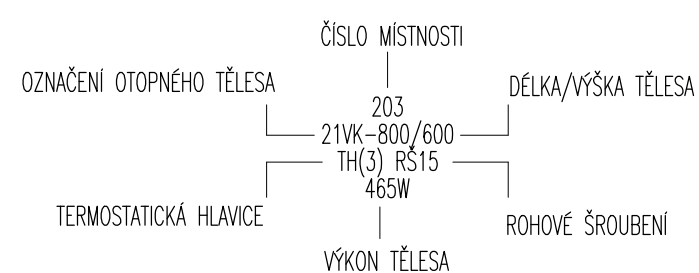 ČÍSLO MÍSTNOSTI
OZNAČENÍ OTOPNÉHO TĚLESA
DÉLKA/VÝŠKA TĚLESA
203
21VK-800/600
TH(3) RŠ15
465W
TERMOSTATICKÁ HLAVICE
ROHOVÉ ŠROUBENÍ
VÝKON TĚLESA